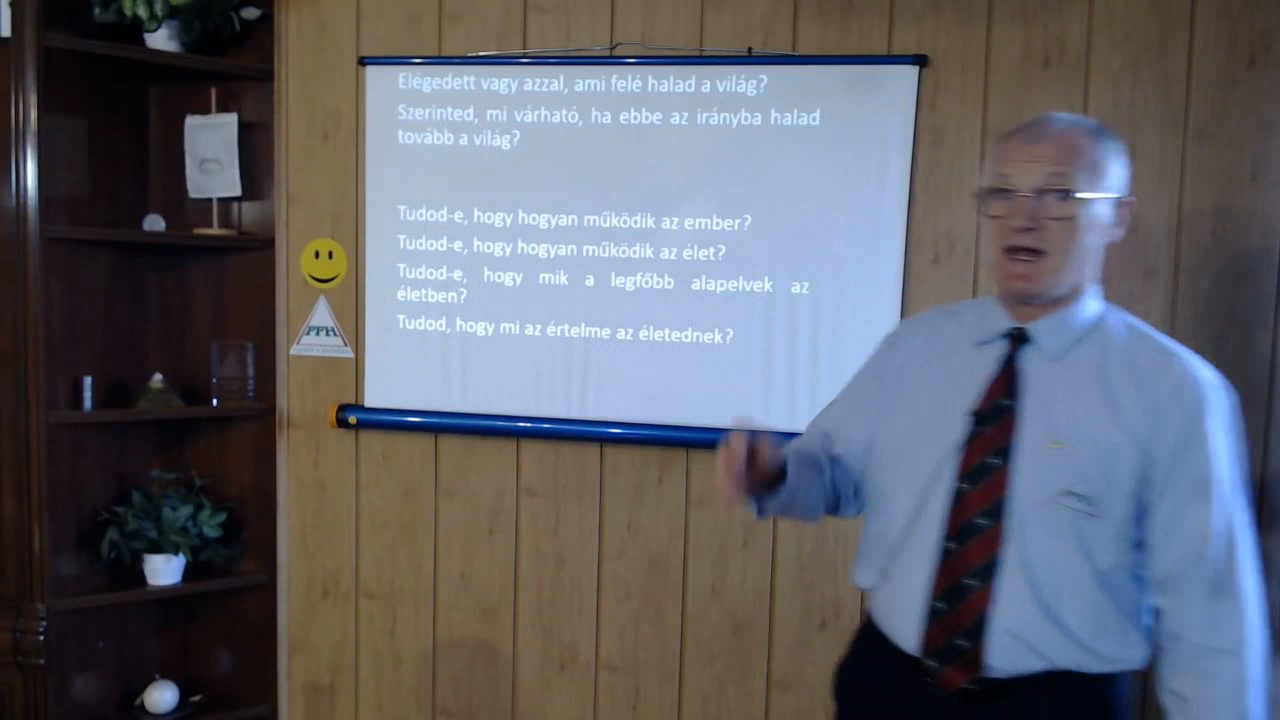 Elégedett vagy azzal, ami felé halad a világ?
Szerinted, mi várható, ha ebbe az irányba halad
tovább a világ?
Tudod-e, hogy hogyan működik az ember?
Tudod-e, hogy hogyan működik az élet?
Tudod-e, hogy mik a legfőbb alapelvek az
életben?
Tudod, hogy mi az értelme az életednek?
PPH